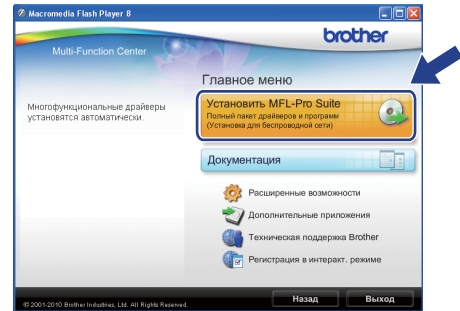 Macromedia Flash Player 8
brother
Multi-Function Center
Главное меню
Многофункциональные драйверы
установятся автоматически.
Установить MFL-Pro Suite
Полный пакет драйверов и программ
(Установка для беспроводной сети)
Документация
Расширенные возможности
Дополнительные приложения
Техническая поддержка Brother
Регистрация в интеракт. режиме
© 2001-2010 Brother Industries, Ltd. All Rights Reserved.
Назад
Выход